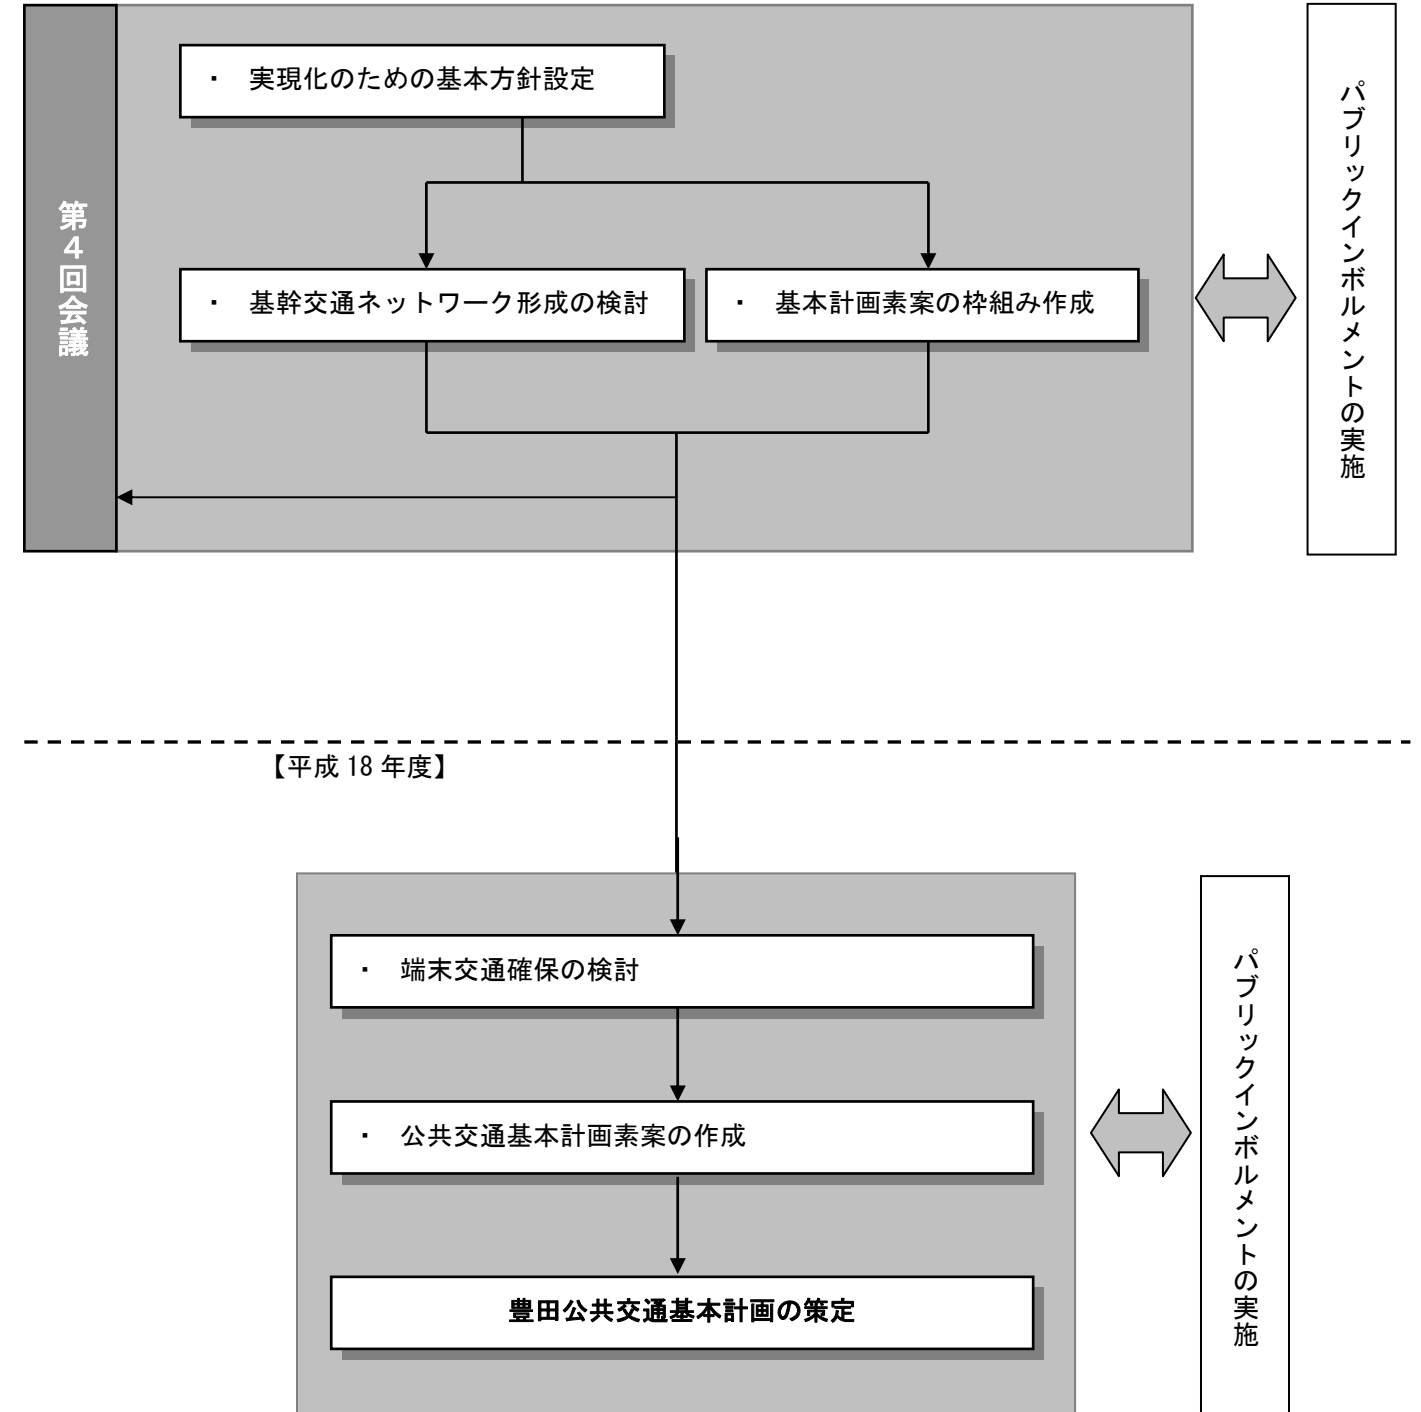 第４回会議
・ 実現化のための基本方針設定
・ 基幹交通ネットワーク形成の検討
・ 基本計画素案の枠組み作成
パブリックインボルメントの実施
【平成 18 年度】
・ 端末交通確保の検討
・ 公共交通基本計画素案の作成
豊田公共交通基本計画の策定
パブリックインボルメントの実施